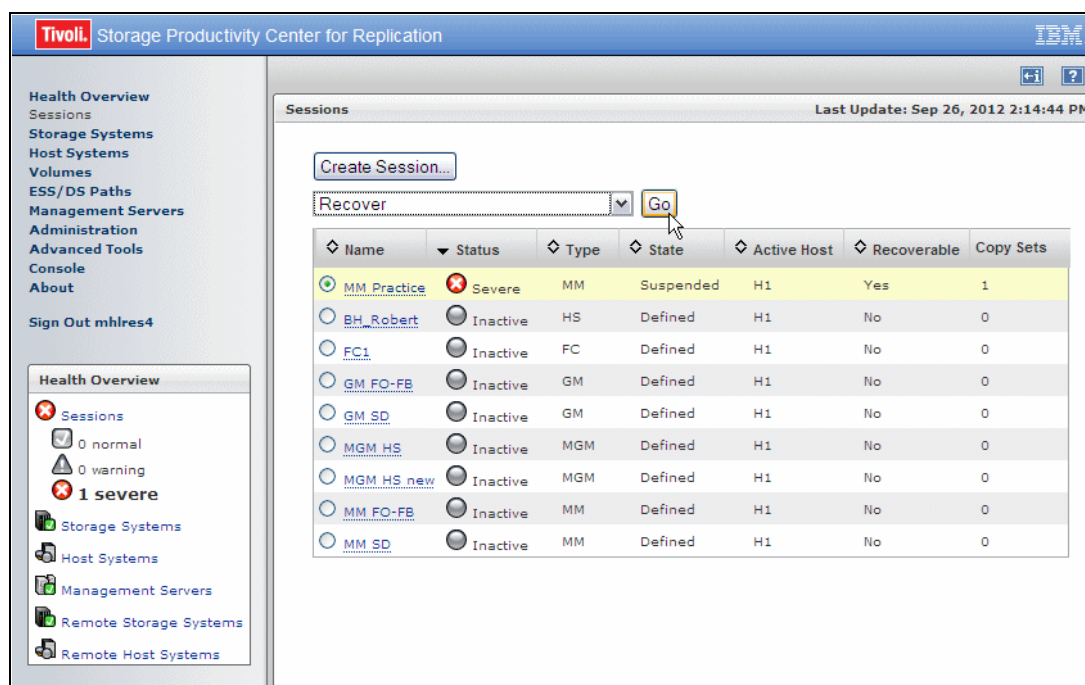 Tivoli. Storage Productivity Center for Replication IBM
Health Overview
Sessions
Storage Systems
Host Systems
Volumes
ESS/DS Paths
Management Servers
Administration
Advanced Tools
Console
About
Sign Out mhlres4
Health Overview
Sessions
0 normal
0 warning
1 severe
Storage Systems
Host Systems
Management Servers
Remote Storage Systems
Remote Host Systems
?
Sessions Last Update: Sep 26, 2012 2:14:44 PM
Create Session...
Recover Go
Name Status Type State Active Host Recoverable Copy Sets
MM Practice Severe MM Suspended H1 Yes 1
BH_Robert Inactive HS Defined H1 No 0
FC1 Inactive FC Defined H1 No 0
GM FO-FB Inactive GM Defined H1 No 0
GM SD Inactive GM Defined H1 No 0
MGM HS Inactive MGM Defined H1 No 0
MGM HS new Inactive MGM Defined H1 No 0
MM FO-FB Inactive MM Defined H1 No 0
MM SD Inactive MM Defined H1 No 0